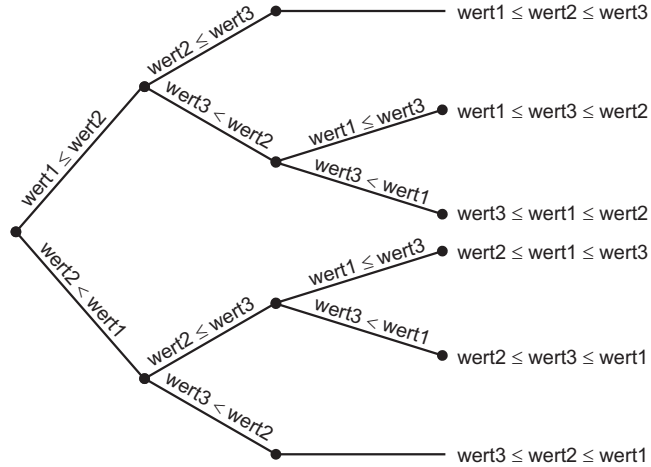 wert1 ≤ wert2 ≤ wert3
wert2 ≤ wert3
wert1 ≤ wert2
wert3 < wert2
wert1 ≤ wert3
wert1 ≤ wert3 ≤ wert2
wert3 < wert1
wert3 ≤ wert1 ≤ wert2
wert2 < wert1
wert1 ≤ wert3
wert2 ≤ wert1 ≤ wert3
wert2 ≤ wert3
wert3 < wert1
wert2 ≤ wert3 ≤ wert1
wert3 < wert2
wert3 ≤ wert2 ≤ wert1